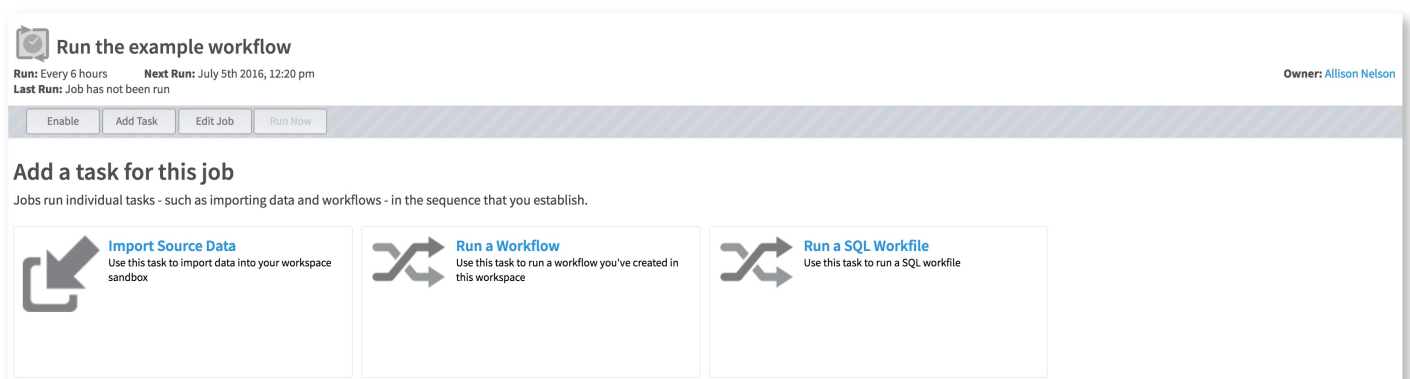 Run the example workflow
Run: Every 6 hours Next Run: July 5th 2016, 12:20 pm
Owner: Allison Nelson
Last Run: Job has not been run
Enable Add Task Edit Job Run Now
Add a task for this job
Jobs run individual tasks - such as importing data and workflows - in the sequence that you establish.
Import Source Data
Use this task to import data into your workspace
sandbox
Run a Workflow
Use this task to run a workflow you've created in
this workspace
Run a SQL Workfile
Use this task to run a SQL workfile